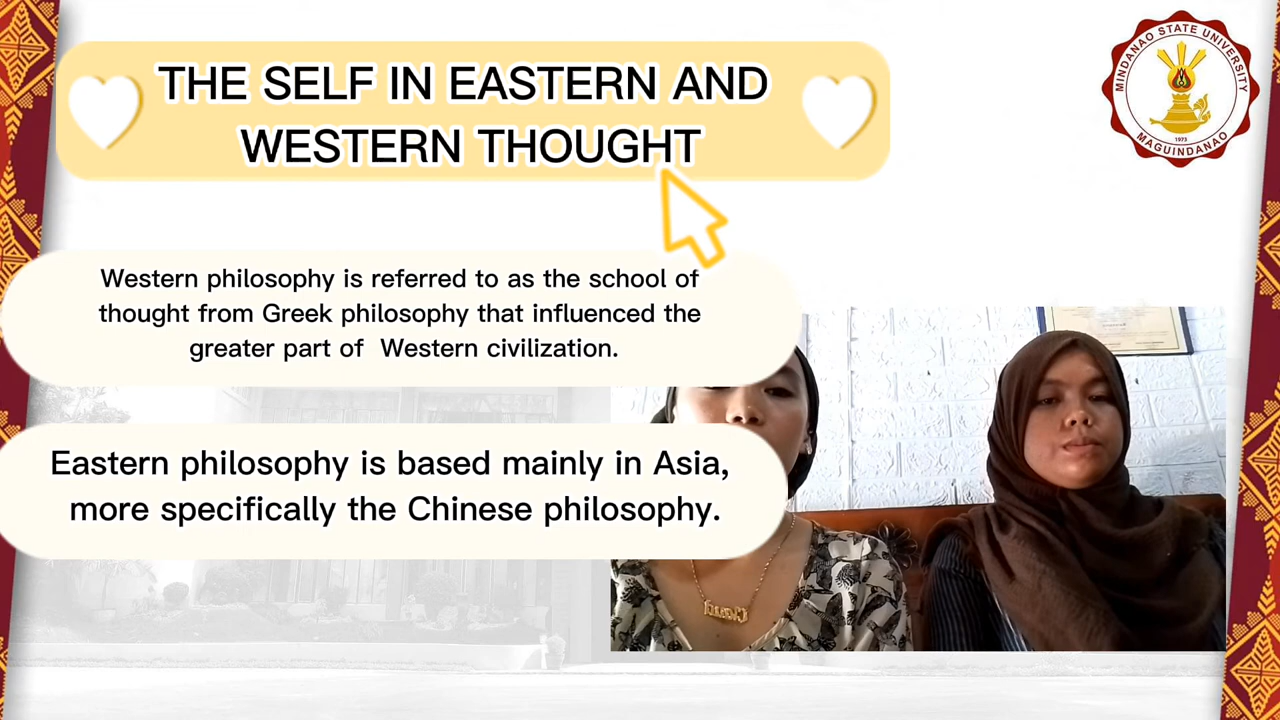 THE SELF IN EASTERN AND
WESTERN THOUGHT
MINDANAO STATE UNIVERSITY
1973
MAGUINDANAO
Western philosophy is referred to as the school of
thought from Greek philosophy that influenced the
greater part of Western civilization.
Eastern philosophy is based mainly in Asia,
more specifically the Chinese philosophy.